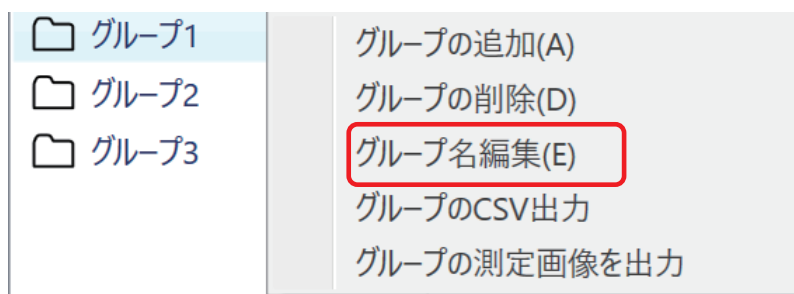 グループ1
グループ2
グループ3
グループの追加(A)
グループの削除(D)
グループ名編集(E)
グループのCSV出力
グループの測定画像を出力